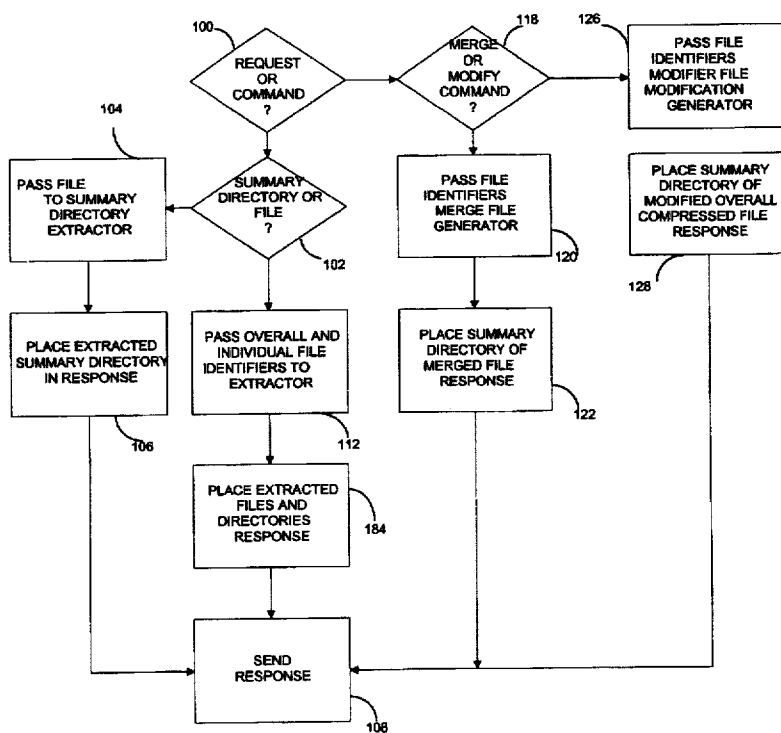 100
REQUEST
OR
COMMAND
?
118
MERGE
OR
MODIFY
COMMAND
?
126
PASS FILE
IDENTIFIERS
MODIFIER FILE
MODIFICATION
GENERATOR
104
PASS FILE
TO SUMMARY
DIRECTORY
EXTRACTOR
SUMMARY
DIRECTORY OR
FILE
?
102
PASS FILE
IDENTIFIERS
MERGE FILE
GENERATOR
120
PLACE SUMMARY
DIRECTORY OF
MODIFIED OVERALL
COMPRESSED FILE
RESPONSE
128
PLACE EXTRACTED
SUMMARY DIRECTORY
IN RESPONSE
106
PASS OVERALL AND
INDIVIDUAL FILE
IDENTIFIERS TO
EXTRACTOR
112
PLACE SUMMARY
DIRECTORY OF
MERGED FILE
RESPONSE
122
PLACE EXTRACTED
FILES AND
DIRECTORIES
RESPONSE
184
SEND
RESPONSE
108